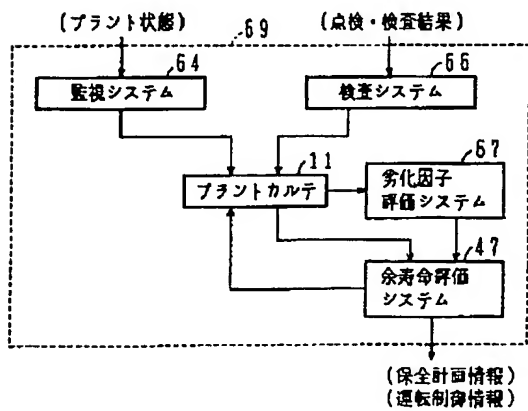 (プラント状態)
69
(点検・検査結果)
64
監視システム
66
検査システム
11
プラントカルテ
67
劣化因子
評価システム
47
余寿命評価
システム
(保全計画情報)
(運転制御情報)